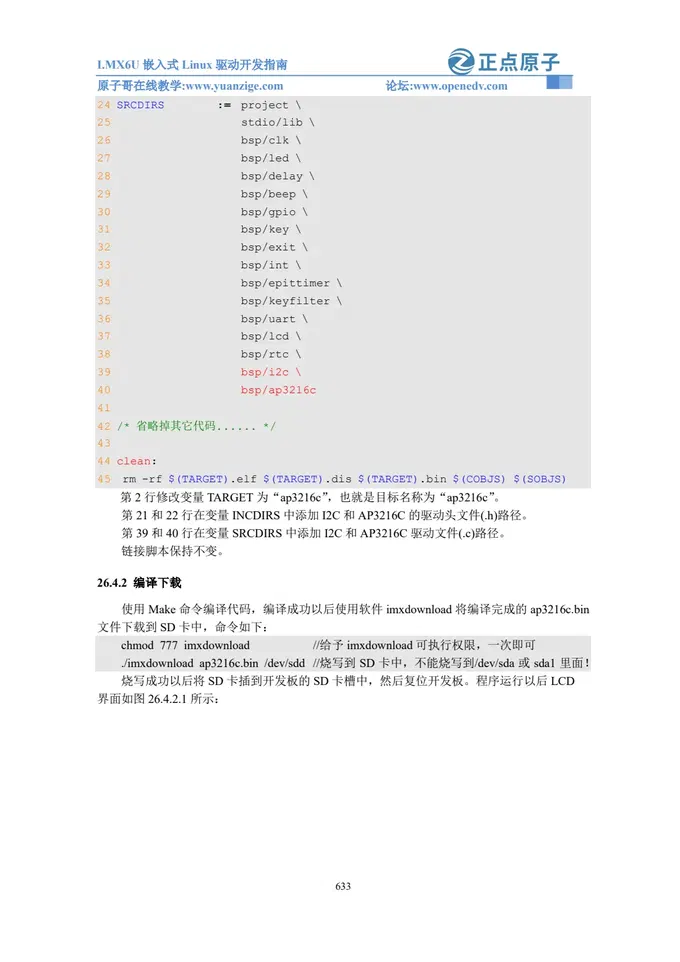 I.MX6U 嵌入式 Linux 驱动开发指南
正点原子
原子哥在线教学:www.yuanzige.com 论坛:www.openedv.com
24 SRCDIRS := project \
25 stdio/lib \
26 bsp/clk \
27 bsp/led \
28 bsp/delay \
29 bsp/beep \
30 bsp/gpio \
31 bsp/key \
32 bsp/exit \
33 bsp/int \
34 bsp/epittimer \
35 bsp/keyfilter \
36 bsp/uart \
37 bsp/lcd \
38 bsp/rtc \
39 bsp/i2c \
40 bsp/ap3216c
41
42 /* 省略掉其它代码...... */
43
44 clean:
45 rm -rf $(TARGET).elf $(TARGET).dis $(TARGET).bin $(COBJS) $(SOBJS)
第 2 行修改变量 TARGET 为“ap3216c”，也就是目标名称为“ap3216c”。
第 21 和 22 行在变量 INCDIRS 中添加 I2C 和 AP3216C 的驱动头文件(.h)路径。
第 39 和 40 行在变量 SRCDIRS 中添加 I2C 和 AP3216C 驱动文件(.c)路径。
链接脚本保持不变。
26.4.2 编译下载
使用 Make 命令编译代码，编译成功以后使用软件 imxdownload 将编译完成的 ap3216c.bin
文件下载到 SD 卡中，命令如下：
chmod 777 imxdownload //给予 imxdownload 可执行权限，一次即可
./imxdownload ap3216c.bin /dev/sdd //烧写到 SD 卡中，不能烧写到/dev/sda 或 sda1 里面！
烧写成功以后将 SD 卡插到开发板的 SD 卡槽中，然后复位开发板。程序运行以后 LCD
界面如图 26.4.2.1 所示：
633